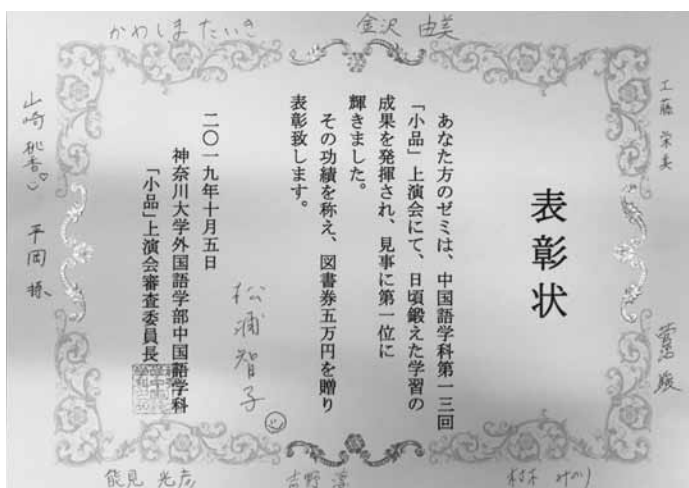 かわしまたいき
金沢 由美
工藤 栄美
表彰状
あなた方のゼミは、中国語学科第一三回
「小品」上演会にて、日頃鍛えた学習の
成果を発揮され、見事に第一位に
輝きました。
その功績を称え、図書券五万円を贈り
表彰致します。
二〇一九年十月五日
神奈川大学外国語学部中国語学科
「小品」上演会審査委員長
松浦智子
山崎 桃香♡
平岡
能見 光彦
吉野
みのり